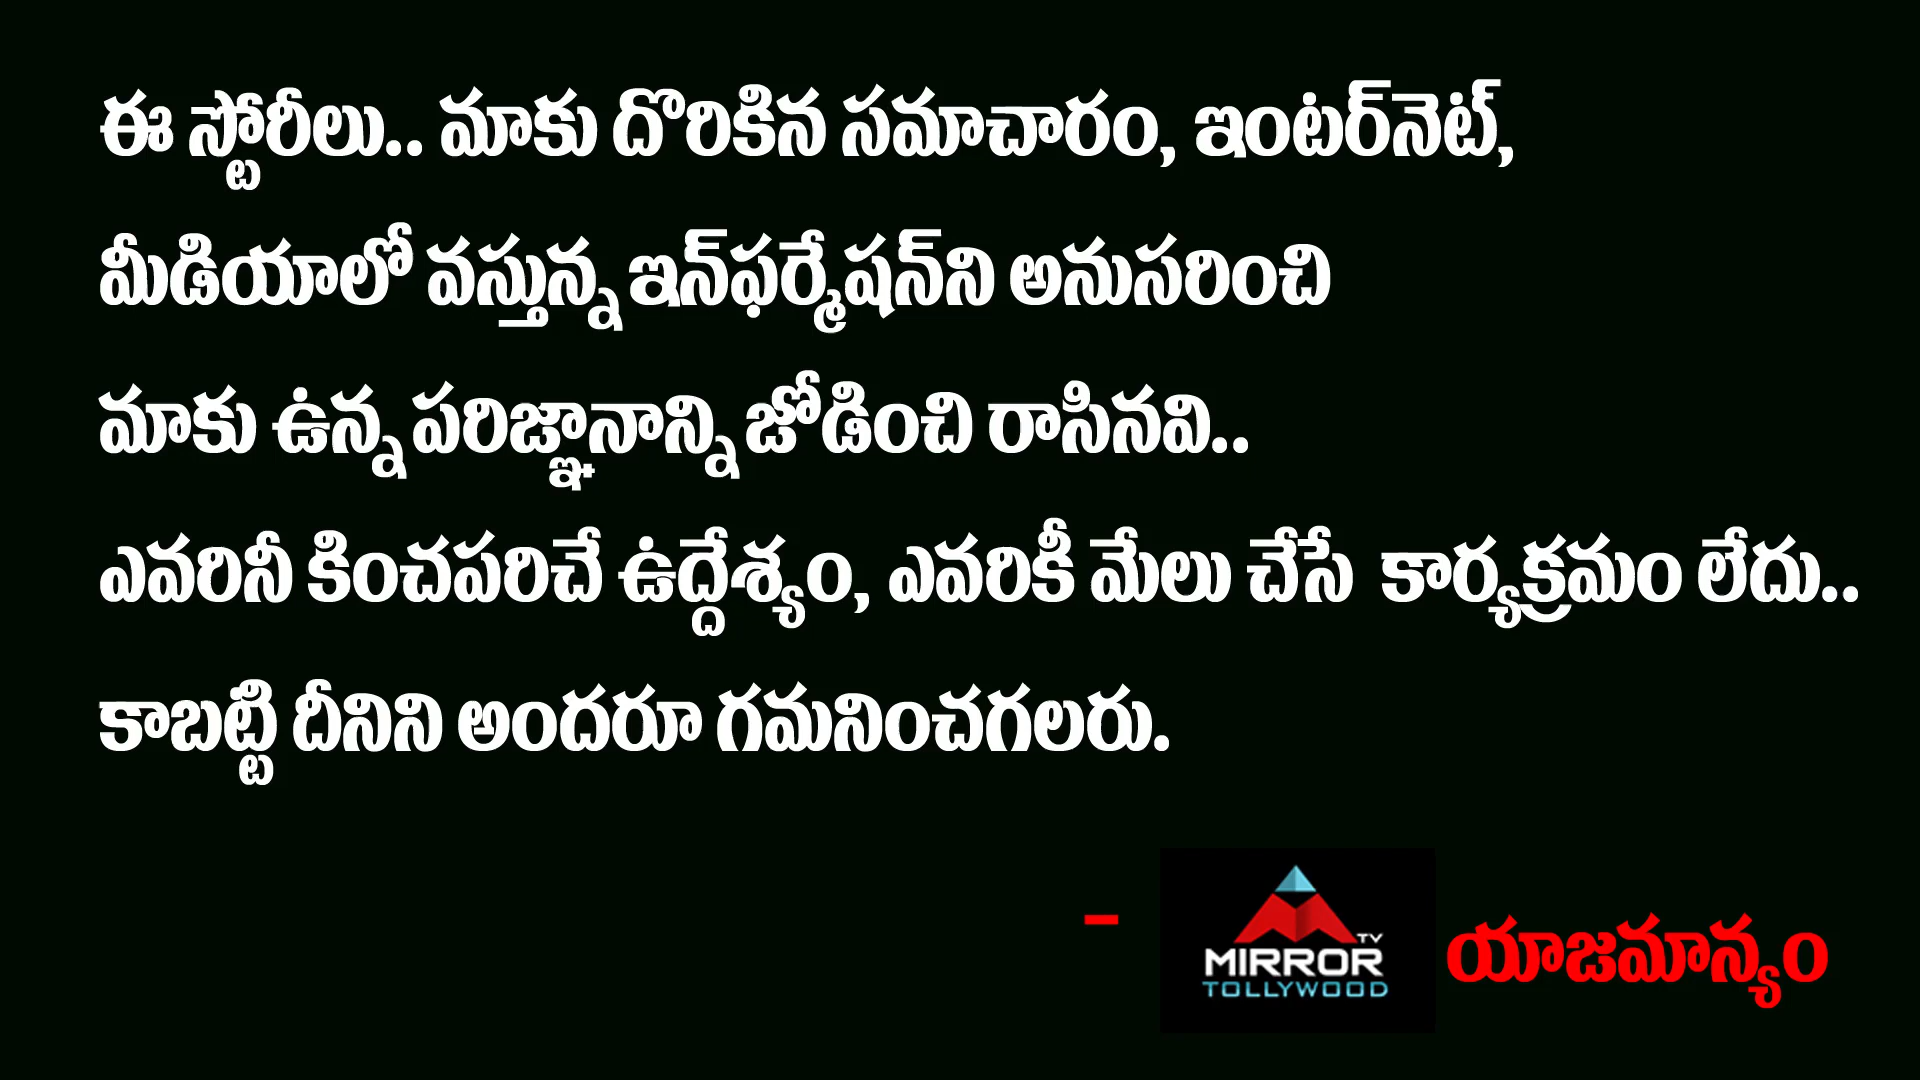 ఈ స్టోరీలు.. మాకు దొరికిన సమాచారం, ఇంటర్‌నెట్,
మీడియాలో వస్తున్న ఇన్‌ఫర్మేషన్‌ని అనుసరించి
మాకు ఉన్న పరిజ్ఞానాన్ని జోడించి రాసినవి..
ఎవరినీ కించపరిచే ఉద్దేశ్యం, ఎవరికీ మేలు చేసే కార్యక్రమం లేదు..
కాబట్టి దీనిని అందరూ గమనించగలరు.
- MIRROR TV TOLLYWOOD యాజమాన్యం